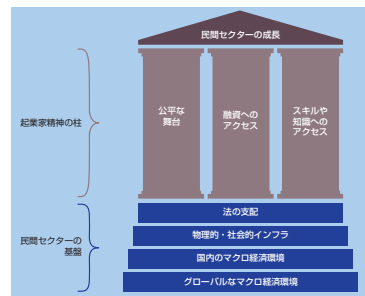 民間セクターの成長
起業家精神の柱
公平な
舞台
融資への
アクセス
スキルや
知識への
アクセス
民間セクターの
基盤
法の支配
物理的・社会的インフラ
国内のマクロ経済環境
グローバルなマクロ経済環境